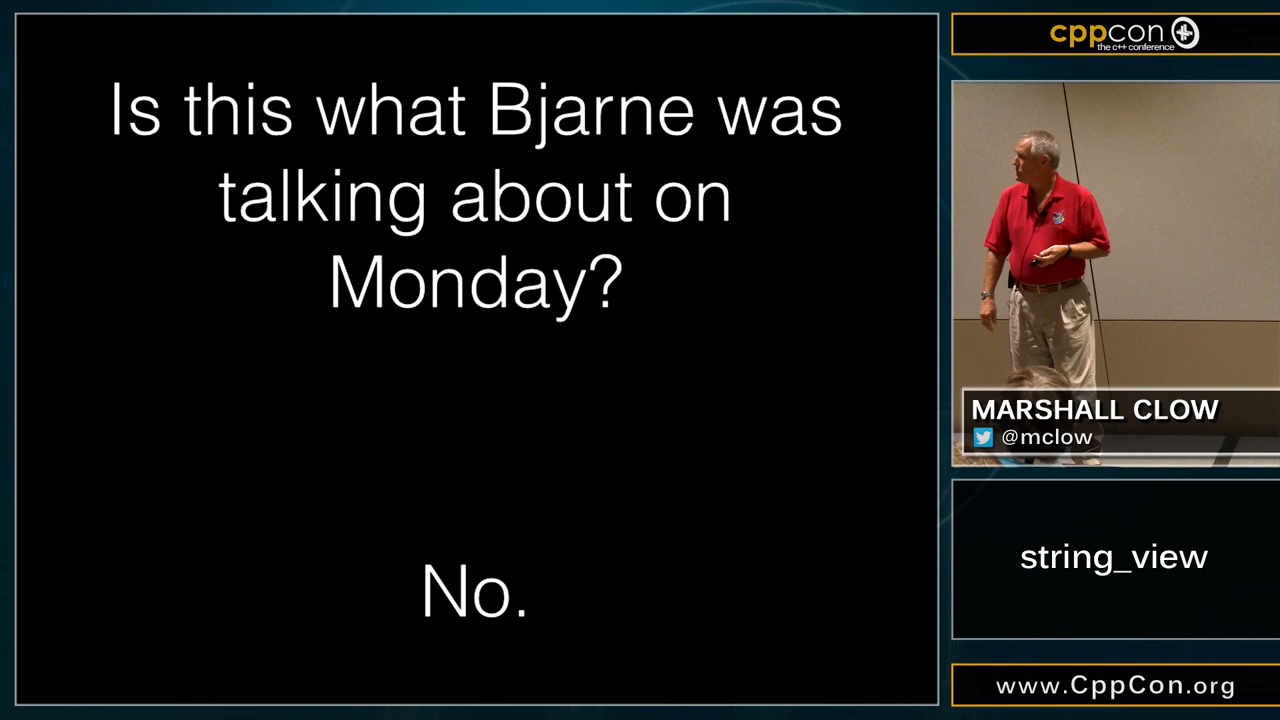 Is this what Bjarne was
talking about on
Monday?
No.
cppcon
the c++ conference
MARSHALL CLOW
@mclow
string_view
www.CppCon.org